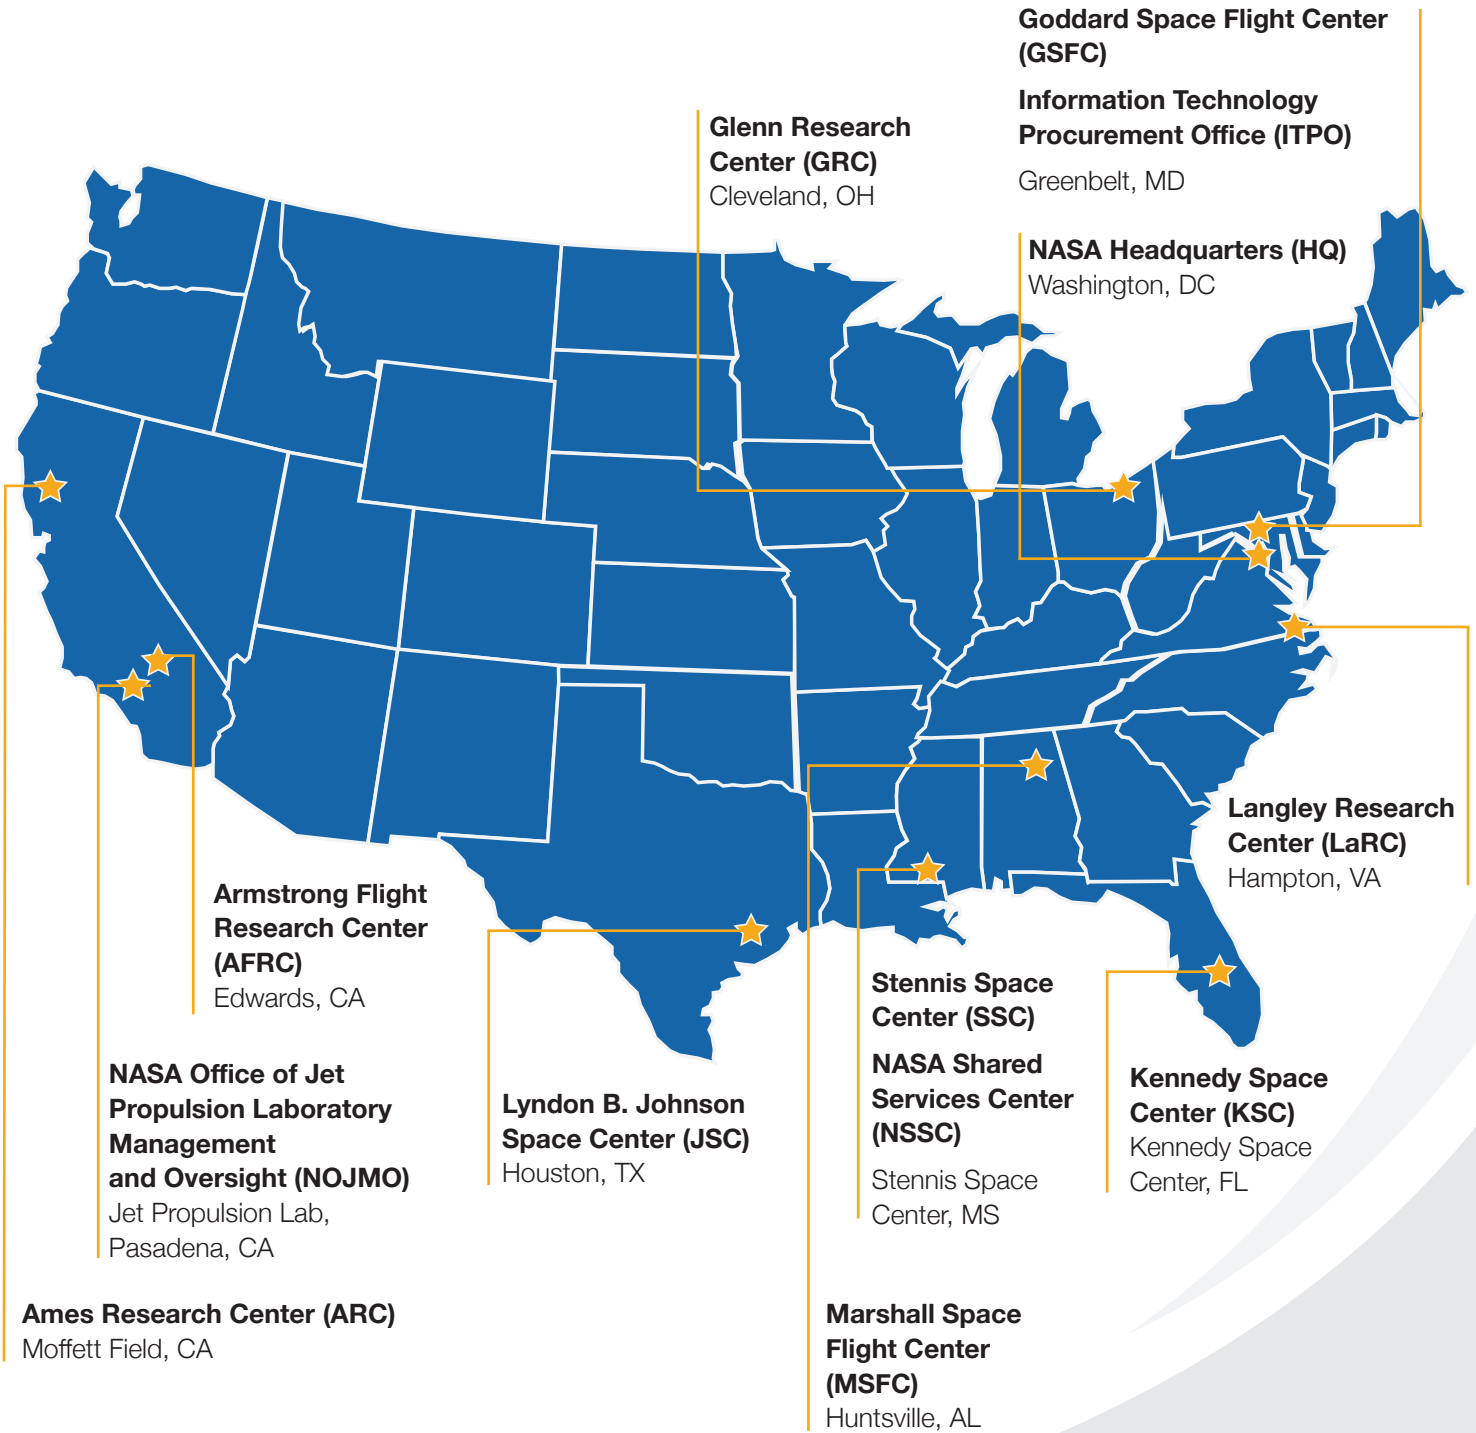 Goddard Space Flight Center
(GSFC)
Information Technology
Procurement Office (ITPO)
Greenbelt, MD
Glenn Research
Center (GRC)
Cleveland, OH
NASA Headquarters (HQ)
Washington, DC
Langley Research
Center (LaRC)
Hampton, VA
Armstrong Flight
Research Center
(AFRC)
Edwards, CA
NASA Office of Jet
Propulsion Laboratory
Management
and Oversight (NOJMO)
Jet Propulsion Lab,
Pasadena, CA
Ames Research Center (ARC)
Moffett Field, CA
Lyndon B. Johnson
Space Center (JSC)
Houston, TX
Stennis Space
Center (SSC)
NASA Shared
Services Center
(NSSC)
Stennis Space
Center, MS
Kennedy Space
Center (KSC)
Kennedy Space
Center, FL
Marshall Space
Flight Center
(MSFC)
Huntsville, AL